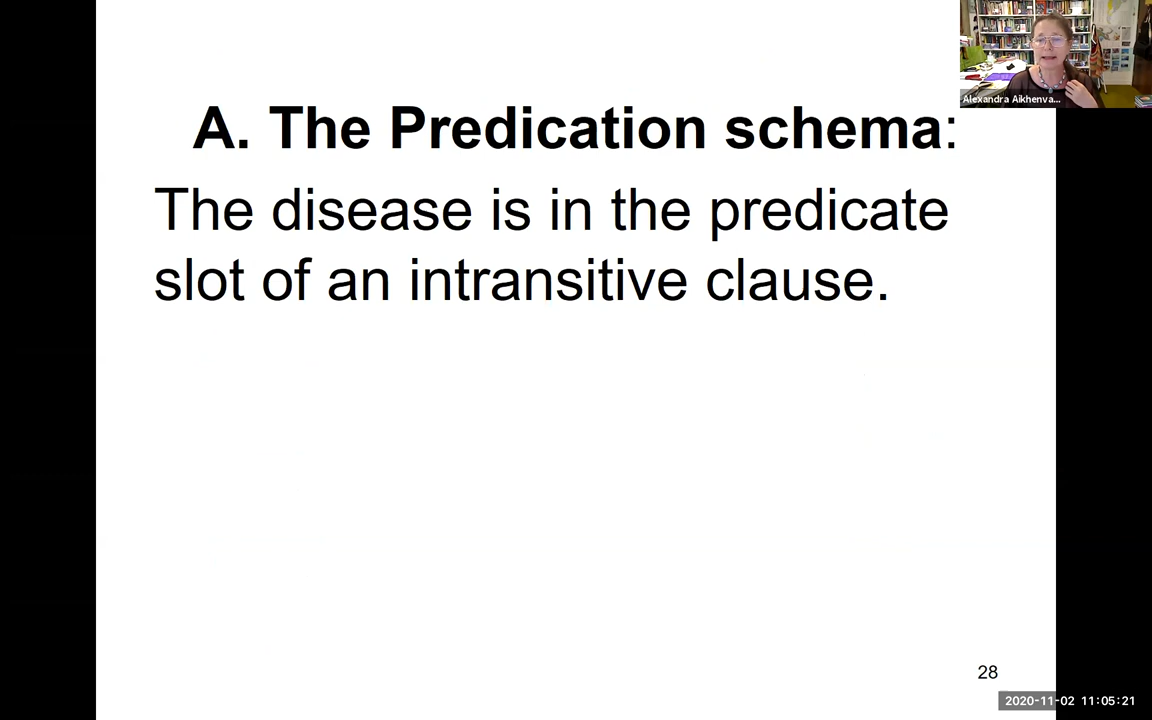 Alexandra Aikhenva...
A. The Predication schema:
The disease is in the predicate
slot of an intransitive clause.
28
2020-11-02 11:05:21